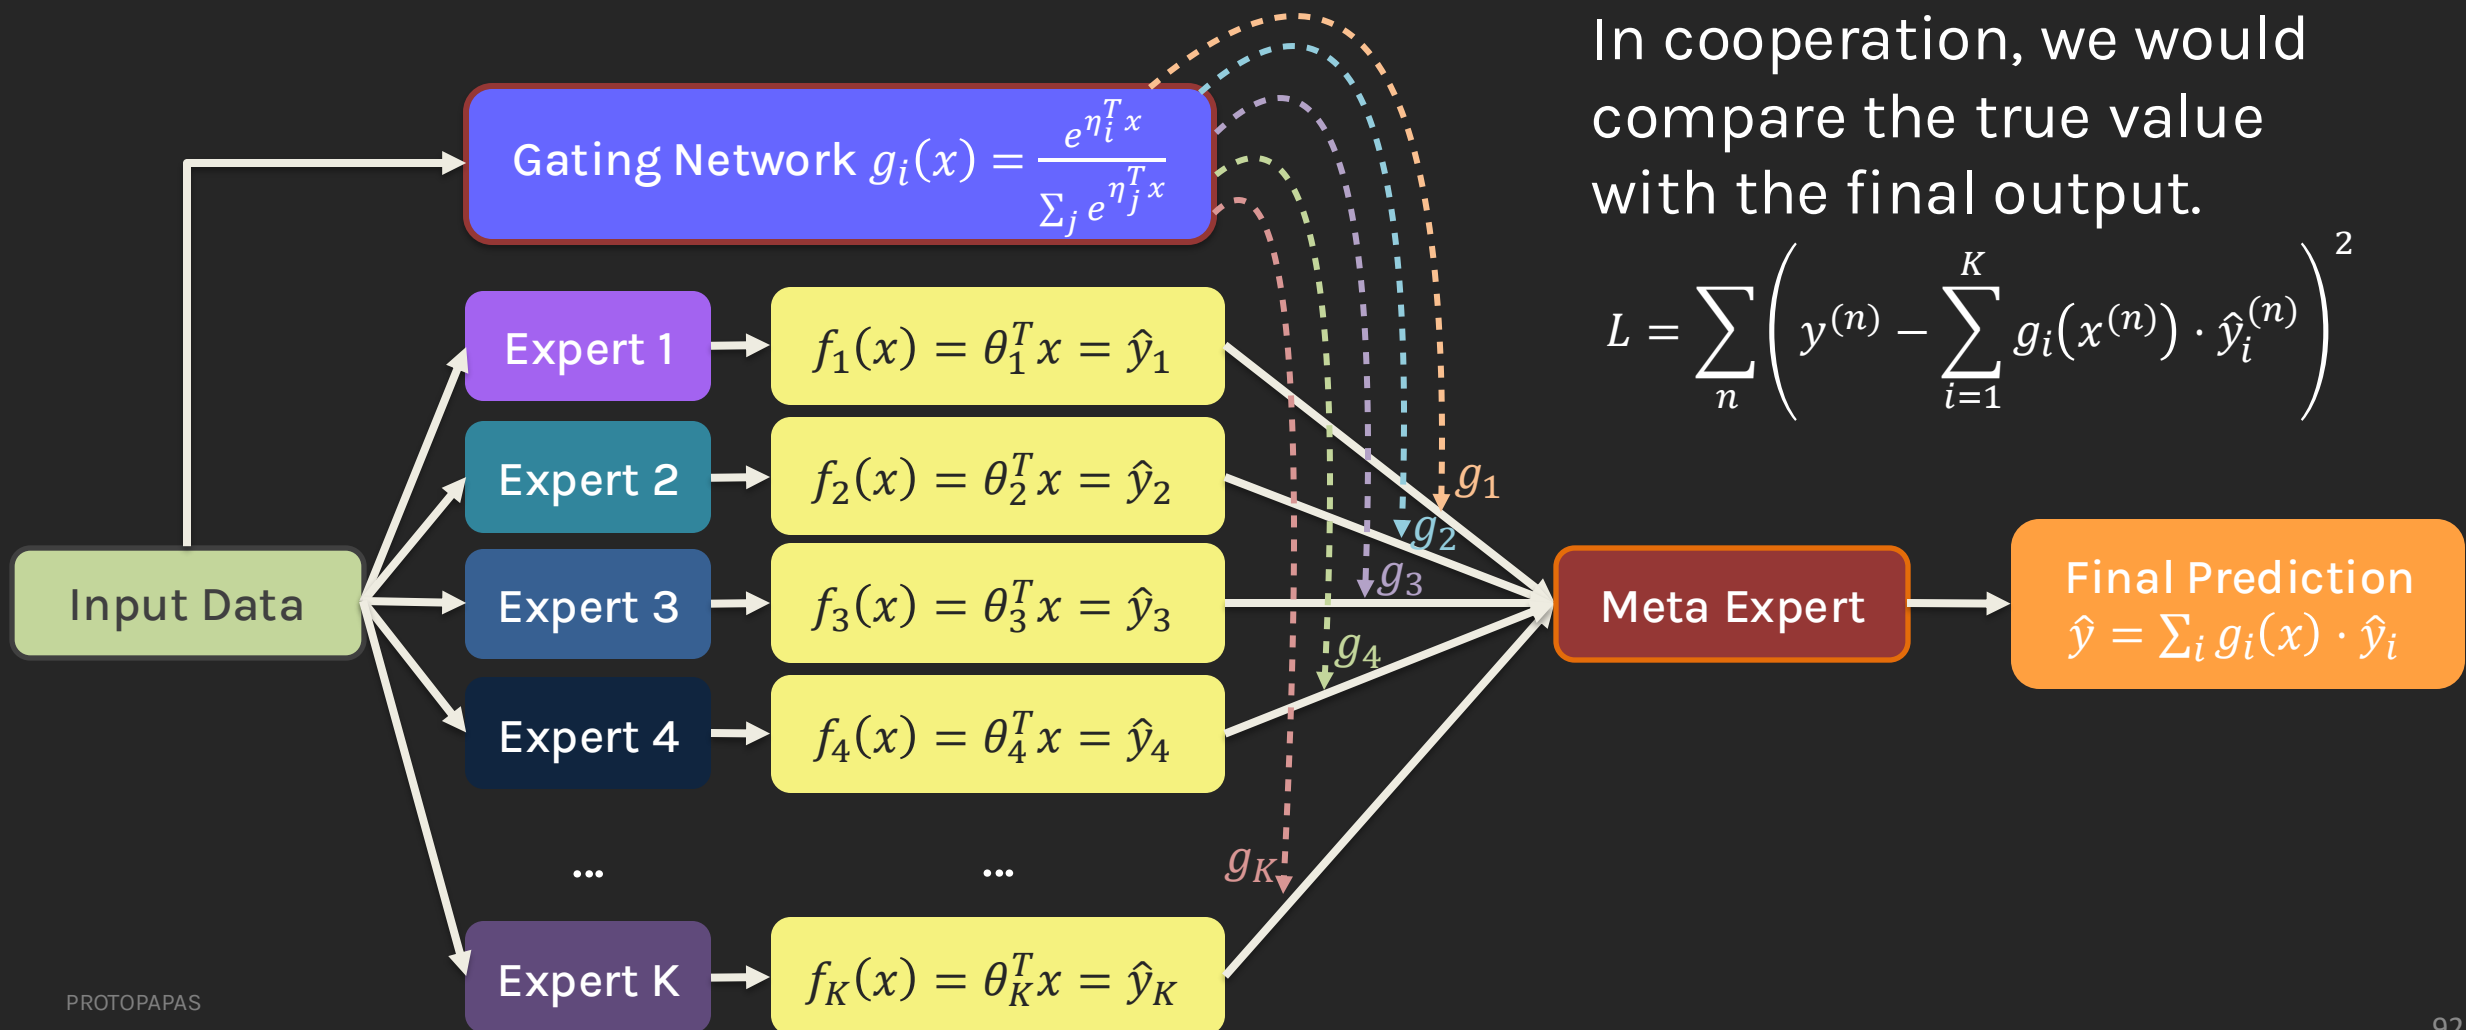 In cooperation, we would
compare the true value
with the final output.
L = ∑_n ( y^(n) − ∑_{i=1}^{K} g_i(x^(n)) · ŷ_i^(n) )^2
Gating Network g_i(x) = e^{η_i^T x} / ∑_j e^{η_j^T x}
Expert 1 f_1(x) = θ_1^T x = ŷ_1
g_1
Expert 2 f_2(x) = θ_2^T x = ŷ_2
g_2
g_3
Input Data
Expert 3 f_3(x) = θ_3^T x = ŷ_3
Meta Expert
Final Prediction
ŷ = ∑_i g_i(x) · ŷ_i
g_4
Expert 4 f_4(x) = θ_4^T x = ŷ_4
... ...
g_K
Expert K f_K(x) = θ_K^T x = ŷ_K
PROTOPAPAS
92